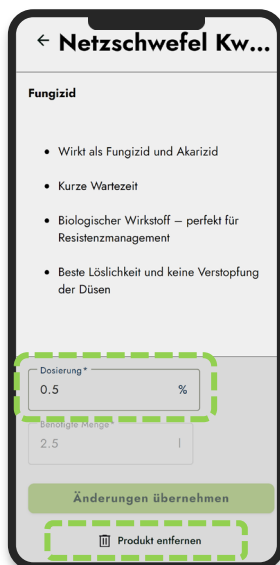 ← Netzschwefel Kw...
Fungizid
• Wirkt als Fungizid und Akarizid
• Kurze Wartezeit
• Biologischer Wirkstoff – perfekt für
Resistenzmanagement
• Beste Löslichkeit und keine Verstopfung
der Düsen
Dosierung*
0.5 %
Benötigte Menge*
2.5 l
Änderungen übernehmen
Produkt entfernen